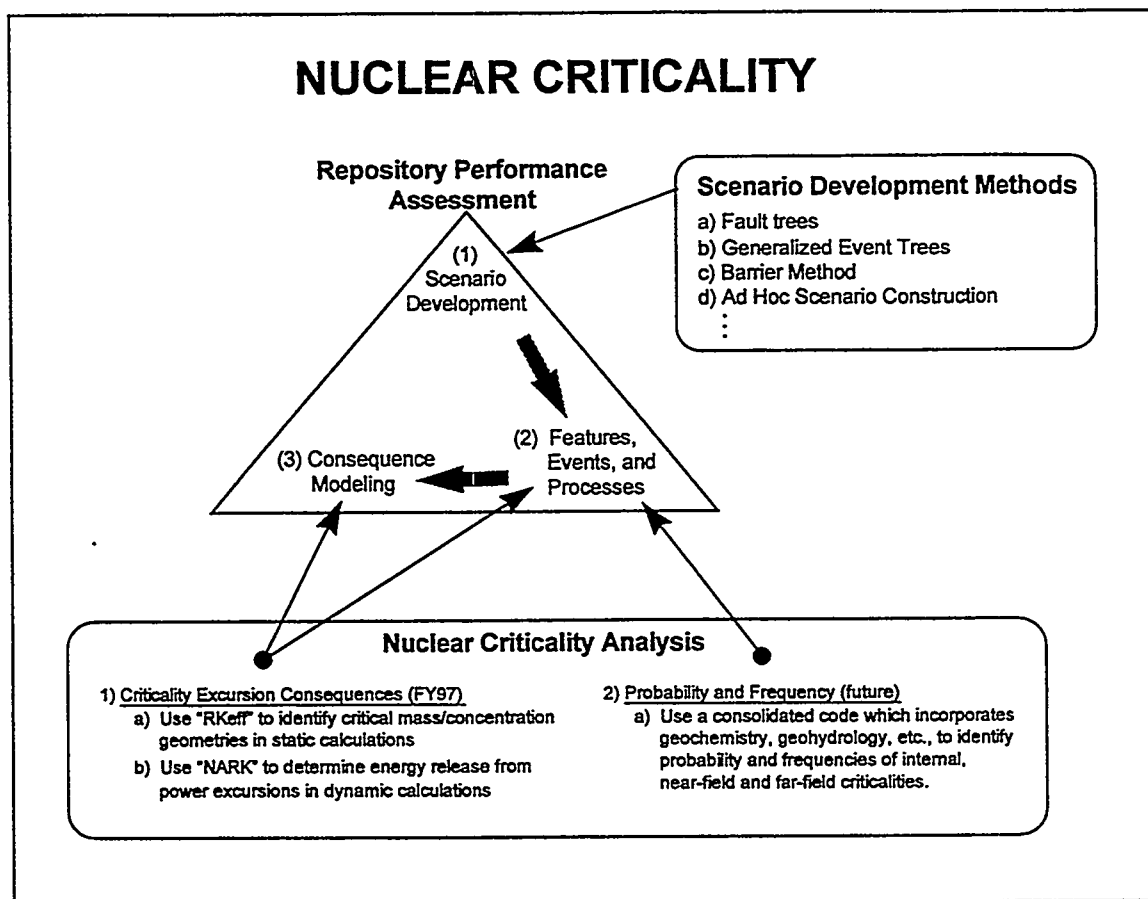 NUCLEAR CRITICALITY
Repository Performance
Assessment
(1)
Scenario
Development
(2) Features,
Events, and
Processes
(3) Consequence
Modeling
Scenario Development Methods
a) Fault trees
b) Generalized Event Trees
c) Barrier Method
d) Ad Hoc Scenario Construction
⋮
Nuclear Criticality Analysis
1) Criticality Excursion Consequences (FY97)
a) Use "RKeff" to identify critical mass/concentration
geometries in static calculations
b) Use "NARK" to determine energy release from
power excursions in dynamic calculations
2) Probability and Frequency (future)
a) Use a consolidated code which incorporates
geochemistry, geohydrology, etc., to identify
probability and frequencies of internal,
near-field and far-field criticalities.